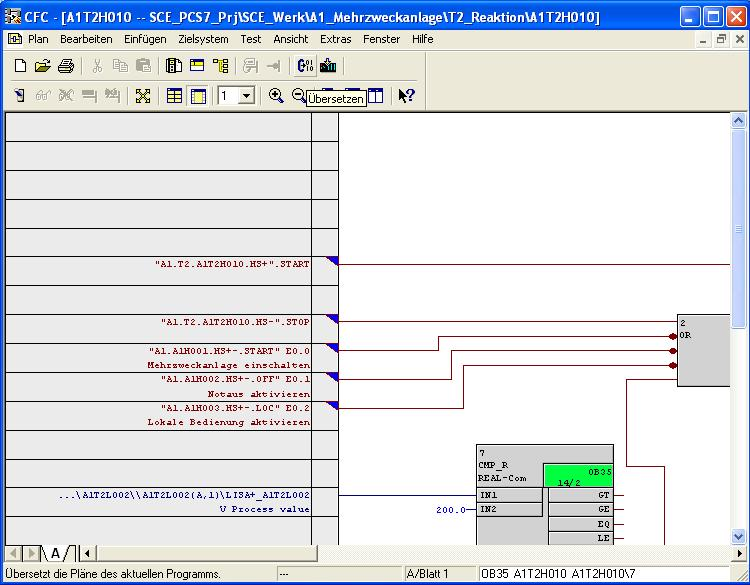 CFC - [A1T2H010 -- SCE_PCS7_Prj\SCE_Werk\A1_Mehrzweckanlage\T2_Reaktion\A1T2H010]
Plan Bearbeiten Einfügen Zielsystem Test Ansicht Extras Fenster Hilfe
1
Übersetzen
"A1.T2.A1T2H010.HS+".START
"A1.T2.A1T2H010.HS-".STOP
"A1.A1H001.HS+-.START" E0.0
Mehrzweckanlage einschalten
"A1.A1H002.HS+-.OFF" E0.1
Notaus aktivieren
"A1.A1H003.HS+-.LOC" E0.2
Lokale Bedienung aktivieren
2
OR
7
CMP_R
REAL-Com
OB35
14/2
...\A1T2L002\\A1T2L002(A,1)\LISA+_A1T2L002
V Process value
IN1
GT
200.0
IN2
GE
EQ
LE
A
Übersetzt die Pläne des aktuellen Programms.
---
A/Blatt 1
OB35 A1T2H010 A1T2H010\7